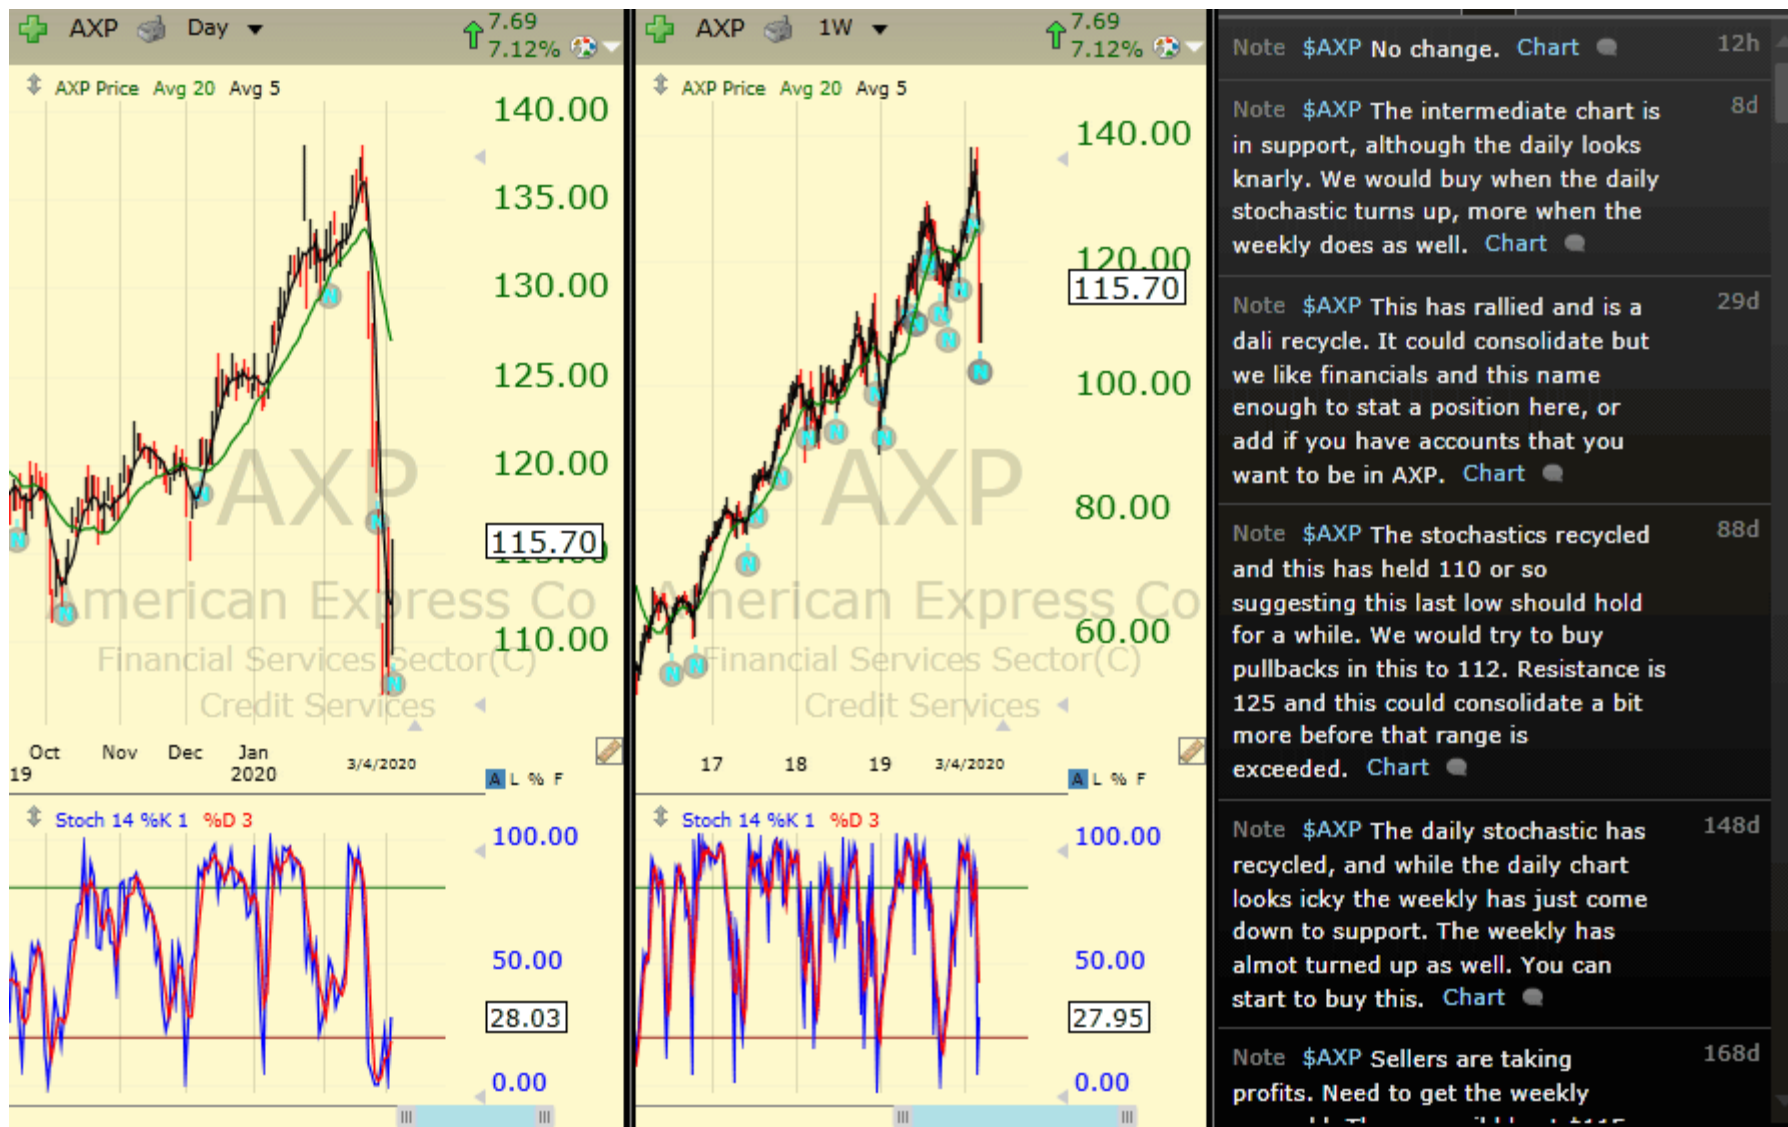 AXP Day 7.69
7.12%
AXP Price Avg 20 Avg 5
140.00
135.00
130.00
125.00
120.00
115.70
110.00
AXP
American Express Co
Financial Services Sector(C)
Credit Services
Oct Nov Dec Jan
19 2020 3/4/2020
A L % F
Stoch 14 %K 1 %D 3
100.00
50.00
28.03
0.00
AXP 1W 7.69
7.12%
AXP Price Avg 20 Avg 5
140.00
120.00
115.70
100.00
80.00
60.00
AXP
American Express Co
Financial Services Sector(C)
Credit Services
17 18 19 3/4/2020
A L % F
Stoch 14 %K 1 %D 3
100.00
50.00
27.95
0.00
Note $AXP No change. Chart 12h
Note $AXP The intermediate chart is 8d
in support, although the daily looks
knarly. We would buy when the daily
stochastic turns up, more when the
weekly does as well. Chart
Note $AXP This has rallied and is a 29d
dali recycle. It could consolidate but
we like financials and this name
enough to stat a position here, or
add if you have accounts that you
want to be in AXP. Chart
Note $AXP The stochastics recycled 88d
and this has held 110 or so
suggesting this last low should hold
for a while. We would try to buy
pullbacks in this to 112. Resistance is
125 and this could consolidate a bit
more before that range is
exceeded. Chart
Note $AXP The daily stochastic has 148d
recycled, and while the daily chart
looks icky the weekly has just come
down to support. The weekly has
almot turned up as well. You can
start to buy this. Chart
Note $AXP Sellers are taking 168d
profits. Need to get the weekly